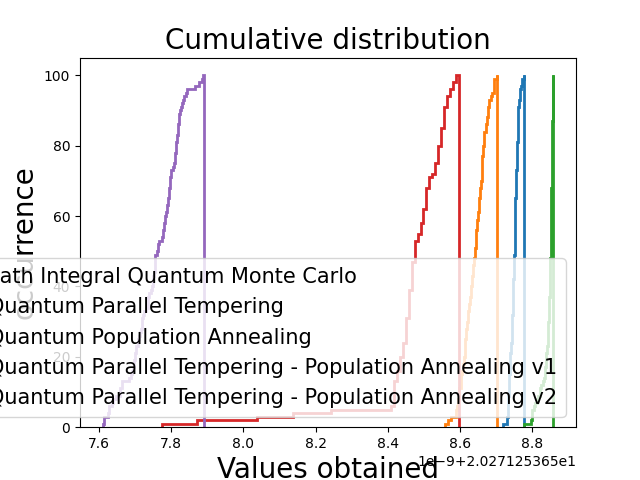 Cumulative distribution
100
80
60
40
20
0
occurrence
Path Integral Quantum Monte Carlo
Quantum Parallel Tempering
Quantum Population Annealing
Quantum Parallel Tempering - Population Annealing v1
Quantum Parallel Tempering - Population Annealing v2
7.6 7.8 8.0 8.2 8.4 8.6 8.8
1e−9+2.027125365e1
Values obtained